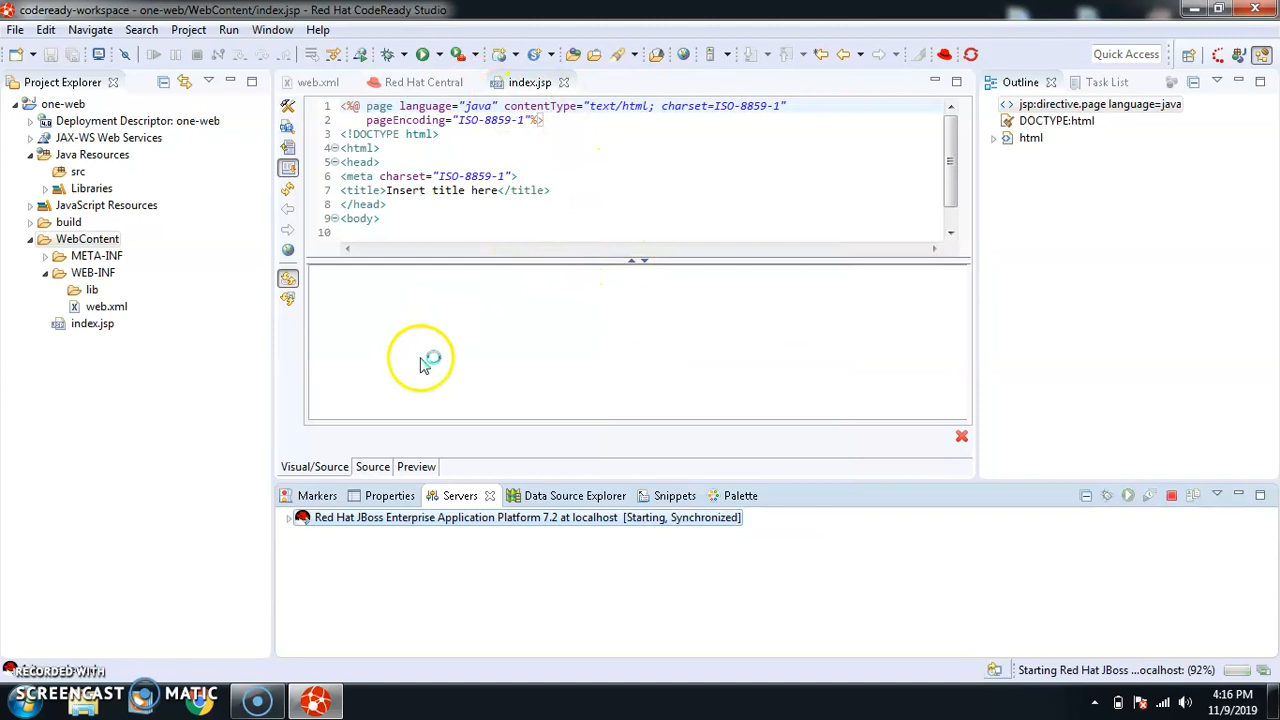 codeready-workspace - one-web/WebContent/index.jsp - Red Hat CodeReady Studio
File Edit Navigate Search Project Run Window Help
Quick Access
Project Explorer
web.xml Red Hat Central index.jsp
Outline Task List
one-web
Deployment Descriptor: one-web
JAX-WS Web Services
Java Resources
src
Libraries
JavaScript Resources
build
WebContent
META-INF
WEB-INF
lib
web.xml
index.jsp
1 <%@ page language="java" contentType="text/html; charset=ISO-8859-1"
2 pageEncoding="ISO-8859-1"%>
3 <!DOCTYPE html>
4 <html>
5 <head>
6 <meta charset="ISO-8859-1">
7 <title>Insert title here</title>
8 </head>
9 <body>
10
jsp:directive.page language=java
DOCTYPE:html
html
Visual/Source Source Preview
Markers Properties Servers Data Source Explorer Snippets Palette
Red Hat JBoss Enterprise Application Platform 7.2 at localhost [Starting, Synchronized]
Starting Red Hat JBoss ...ocalhost: (92%)
RECORDED WITH
SCREENCAST MATIC
4:16 PM
11/9/2019